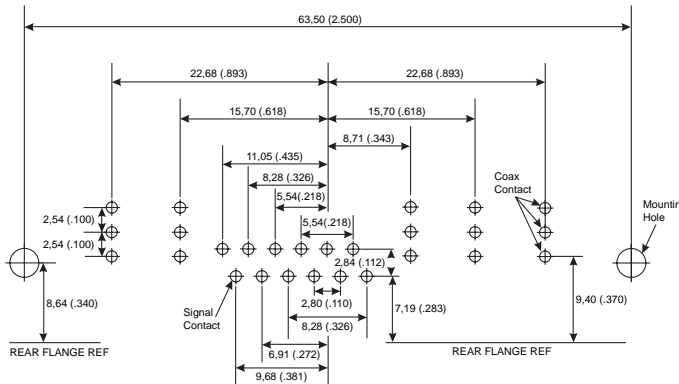 63,50 (2.500)
22,68 (.893)
22,68 (.893)
15,70 (.618)
15,70 (.618)
8,71 (.343)
11,05 (.435)
8,28 (.326)
5,54(.218)
5,54(.218)
Coax
Contact
Mountin
Hole
2,54 (.100)
2,54 (.100)
2,84 (.112)
8,64 (.340)
Signal
Contact
2,80 (.110)
7,19 (.283)
9,40 (.370)
8,28 (.326)
REAR FLANGE REF
REAR FLANGE REF
6,91 (.272)
9,68 (.381)